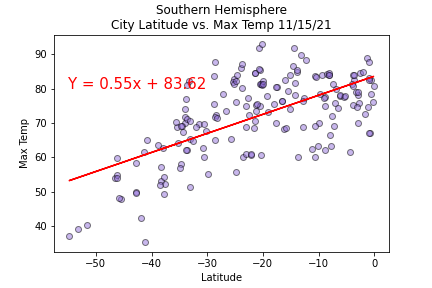 Southern Hemisphere
City Latitude vs. Max Temp 11/15/21
Y = 0.55x + 83.62
Max Temp
90
80
70
60
50
40
−50
−40
−30
−20
−10
0
Latitude